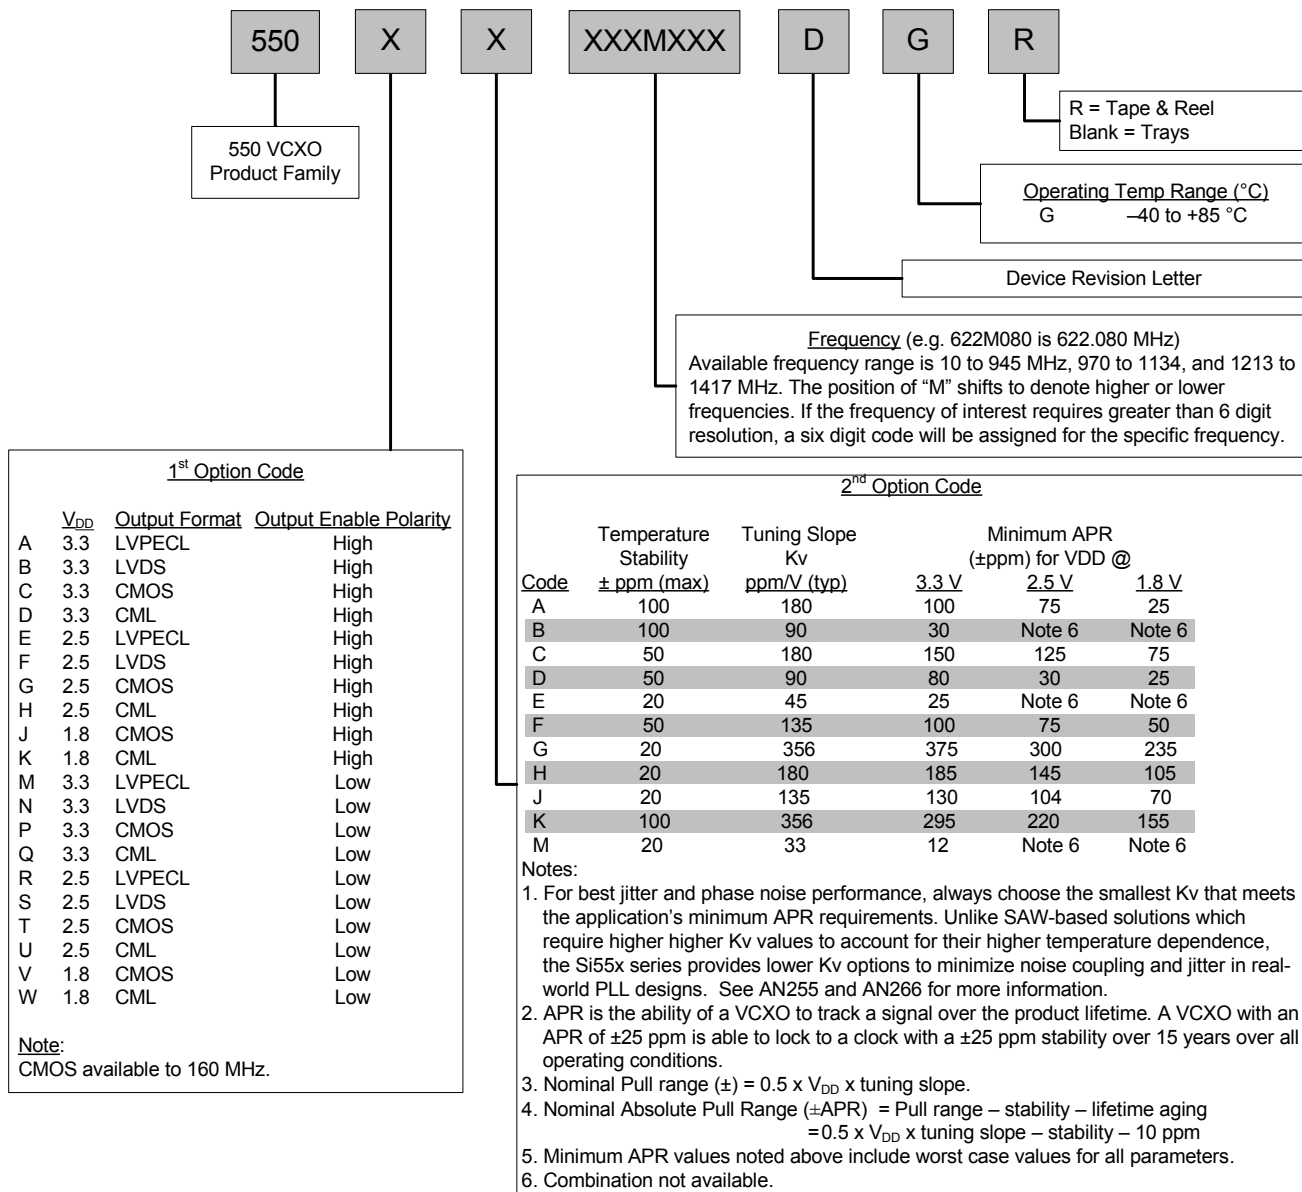 550 X X XXXMXXX D G R
R = Tape & Reel
Blank = Trays
550 VCXO
Product Family
Operating Temp Range (°C)
G –40 to +85 °C
Device Revision Letter
Frequency (e.g. 622M080 is 622.080 MHz)
Available frequency range is 10 to 945 MHz, 970 to 1134, and 1213 to
1417 MHz. The position of “M” shifts to denote higher or lower
frequencies. If the frequency of interest requires greater than 6 digit
resolution, a six digit code will be assigned for the specific frequency.
1st Option Code
VDD Output Format Output Enable Polarity
A 3.3 LVPECL High
B 3.3 LVDS High
C 3.3 CMOS High
D 3.3 CML High
E 2.5 LVPECL High
F 2.5 LVDS High
G 2.5 CMOS High
H 2.5 CML High
J 1.8 CMOS High
K 1.8 CML High
M 3.3 LVPECL Low
N 3.3 LVDS Low
P 3.3 CMOS Low
Q 3.3 CML Low
R 2.5 LVPECL Low
S 2.5 LVDS Low
T 2.5 CMOS Low
U 2.5 CML Low
V 1.8 CMOS Low
W 1.8 CML Low
Note:
CMOS available to 160 MHz.
2nd Option Code
Temperature Tuning Slope Minimum APR
Stability Kv (±ppm) for VDD @
Code ± ppm (max) ppm/V (typ) 3.3 V 2.5 V 1.8 V
A 100 180 100 75 25
B 100 90 30 Note 6 Note 6
C 50 180 150 125 75
D 50 90 80 30 25
E 20 45 25 Note 6 Note 6
F 50 135 100 75 50
G 20 356 375 300 235
H 20 180 185 145 105
J 20 135 130 104 70
K 100 356 295 220 155
M 20 33 12 Note 6 Note 6
Notes:
1. For best jitter and phase noise performance, always choose the smallest Kv that meets
the application’s minimum APR requirements. Unlike SAW-based solutions which
require higher higher Kv values to account for their higher temperature dependence,
the Si55x series provides lower Kv options to minimize noise coupling and jitter in real-
world PLL designs. See AN255 and AN266 for more information.
2. APR is the ability of a VCXO to track a signal over the product lifetime. A VCXO with an
APR of ±25 ppm is able to lock to a clock with a ±25 ppm stability over 15 years over all
operating conditions.
3. Nominal Pull range (±) = 0.5 x VDD x tuning slope.
4. Nominal Absolute Pull Range (±APR) = Pull range – stability – lifetime aging
= 0.5 x VDD x tuning slope – stability – 10 ppm
5. Minimum APR values noted above include worst case values for all parameters.
6. Combination not available.